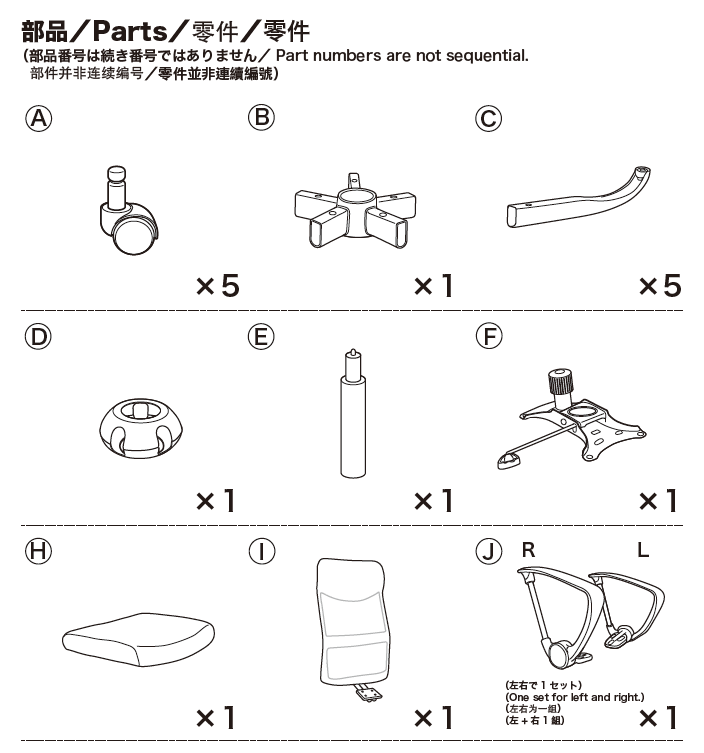 部品／Parts／零件／零件
（部品番号は続き番号ではありません／ Part numbers are not sequential.
部件并非连续编号／零件並非連續編號）
A B C
×5 ×1 ×5
D E F
×1 ×1 ×1
H I J R L
（左右で1セット）
（One set for left and right.）
（左右为一组）
（左+右1組）
×1 ×1 ×1